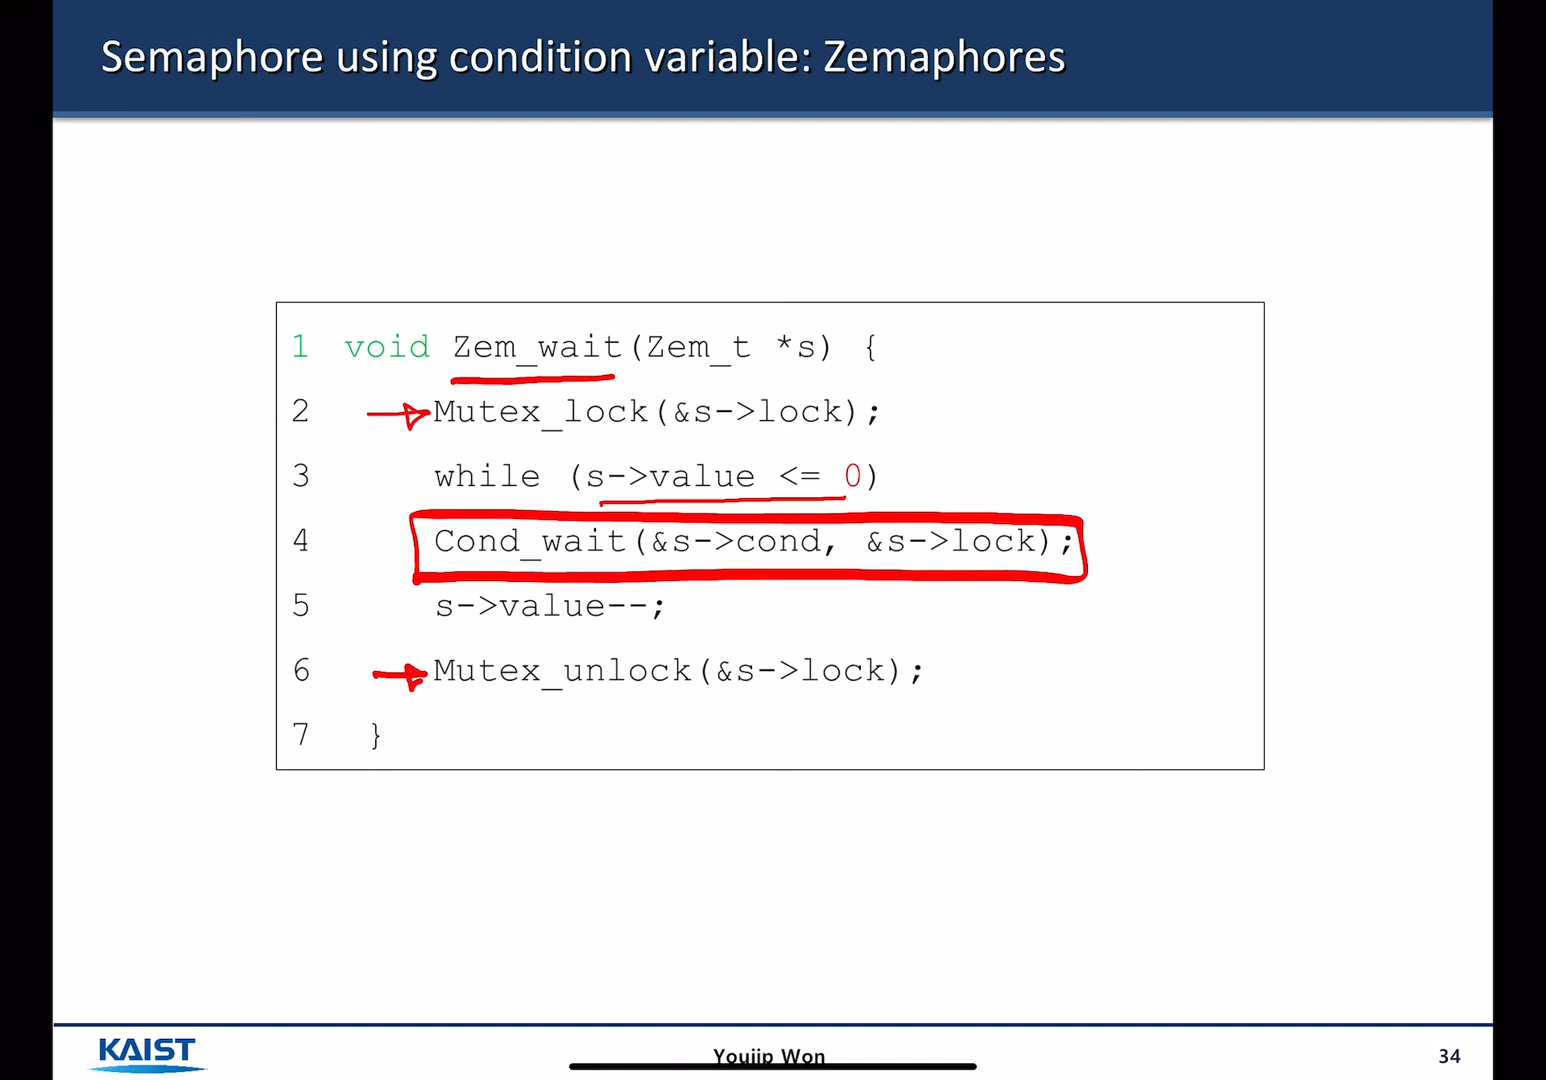 Semaphore using condition variable: Zemaphores
1 void Zem_wait(Zem_t *s) {
2 Mutex_lock(&s->lock);
3 while (s->value <= 0)
4 Cond_wait(&s->cond, &s->lock);
5 s->value--;
6 Mutex_unlock(&s->lock);
7 }
KAIST
Youjip Won
34